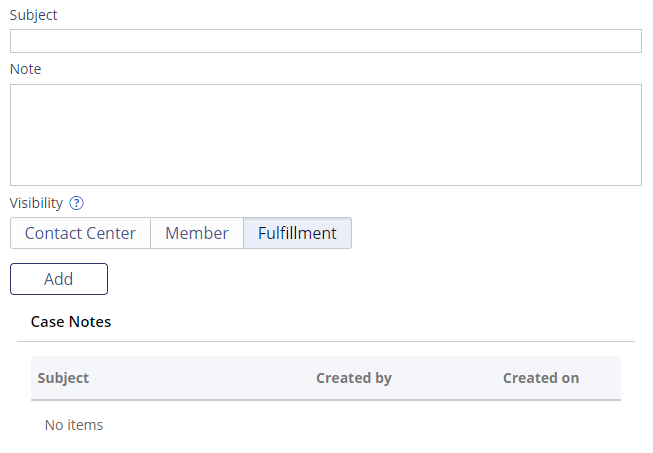 Subject
Note
Visibility ?
Contact Center Member Fulfillment
Add
Case Notes
Subject Created by Created on
No items